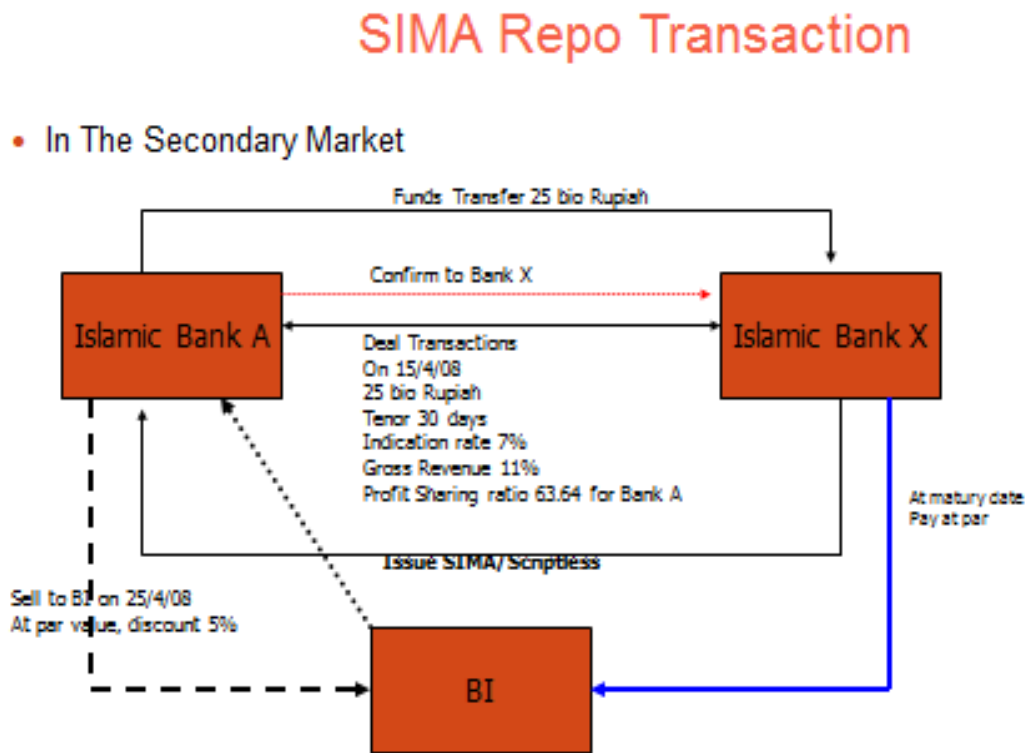 SIMA Repo Transaction
• In The Secondary Market
Funds Transfer 25 bio Rupiah
Confirm to Bank X
Islamic Bank A
Islamic Bank X
Deal Transactions
On 15/4/08
25 bio Rupiah
Tenor 30 days
Indication rate 7%
Gross Revenue 11%
Profit Sharing ratio 63.64 for Bank A
At matury date
Pay at par
Issue SIMA/Scriptless
Sell to BI on 25/4/08
At par value, discount 5%
BI